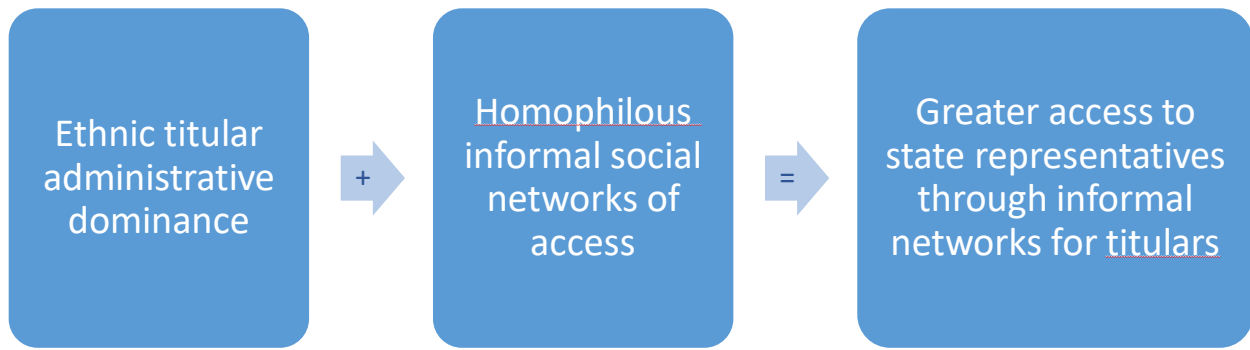 Ethnic titular
administrative
dominance
+
Homophilous
informal social
networks of
access
=
Greater access to
state representatives
through informal
networks for titulars